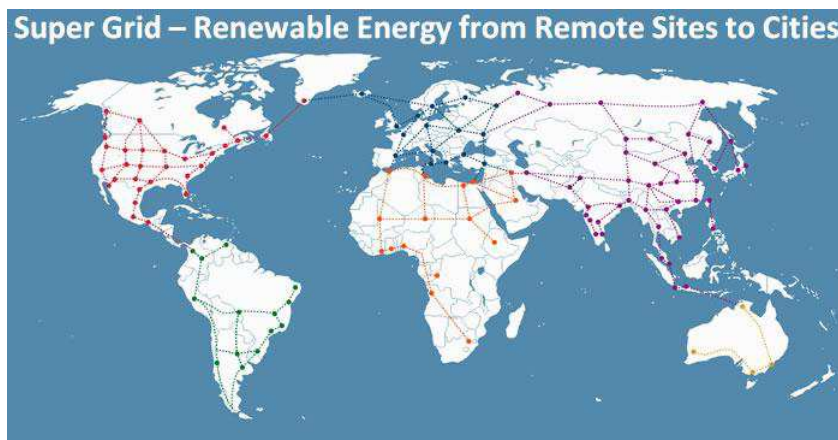 Super Grid – Renewable Energy from Remote Sites to Cities